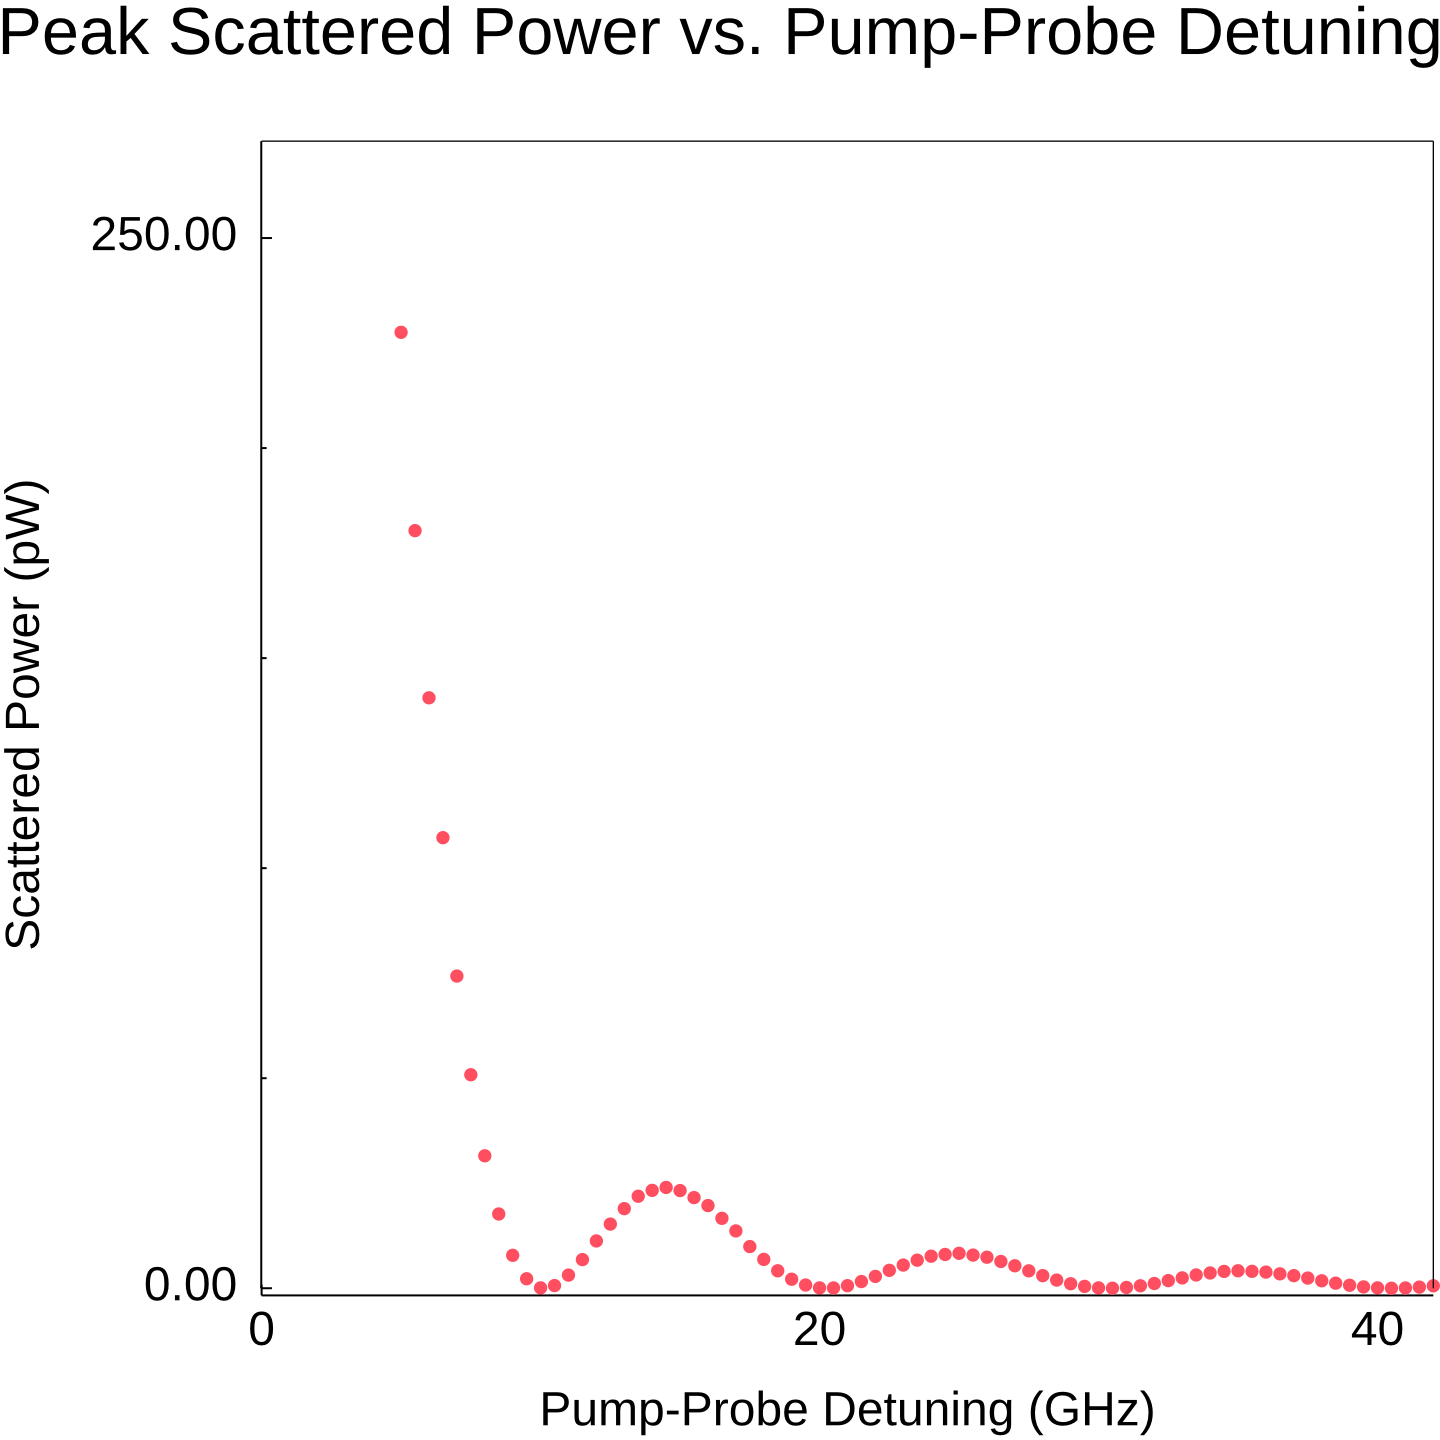 Peak Scattered Power vs. Pump-Probe Detuning
250.00
Scattered Power (pW)
0.00
0
20
40
Pump-Probe Detuning (GHz)